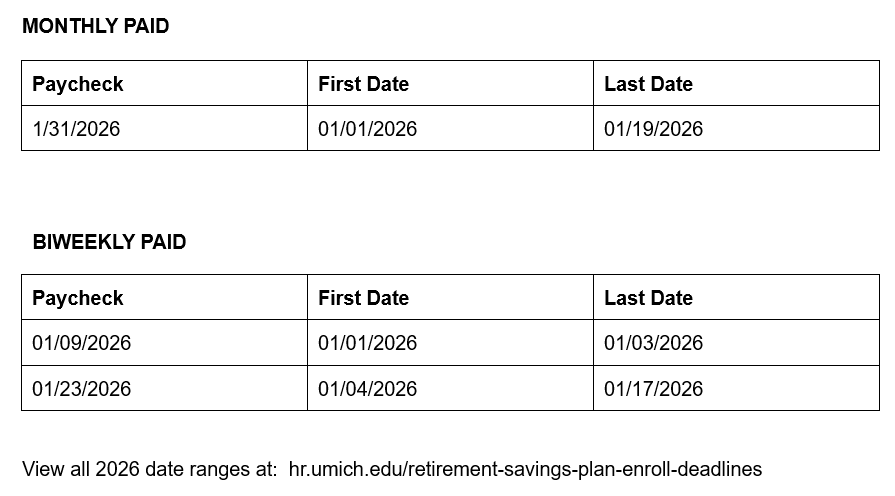 MONTHLY PAID
Paycheck First Date Last Date
1/31/2026 01/01/2026 01/19/2026
BIWEEKLY PAID
Paycheck First Date Last Date
01/09/2026 01/01/2026 01/03/2026
01/23/2026 01/04/2026 01/17/2026
View all 2026 date ranges at: hr.umich.edu/retirement-savings-plan-enroll-deadlines